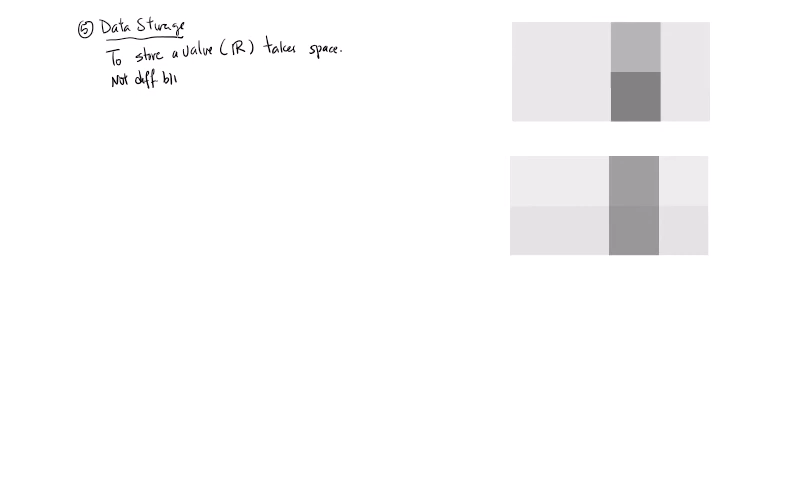 ⑤ Data Storage
To store a value (ℝ) takes space.
Not diff